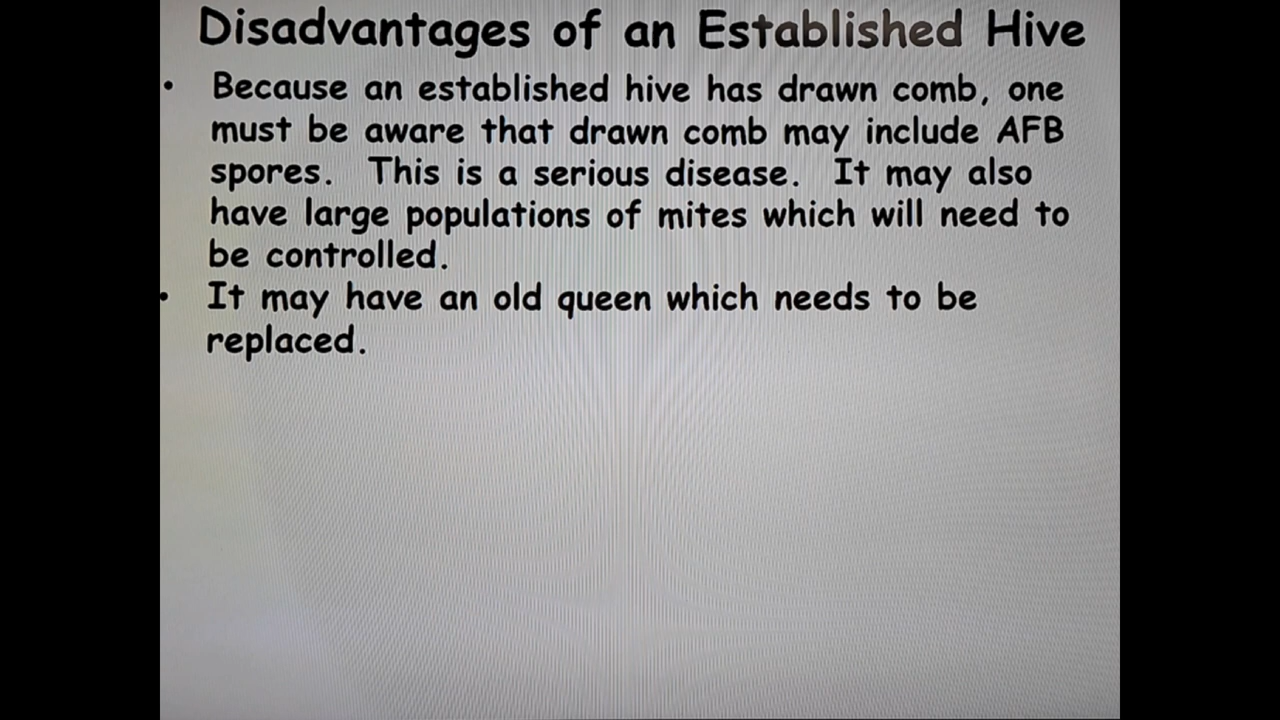 Disadvantages of an Established Hive
• Because an established hive has drawn comb, one
must be aware that drawn comb may include AFB
spores. This is a serious disease. It may also
have large populations of mites which will need to
be controlled.
• It may have an old queen which needs to be
replaced.